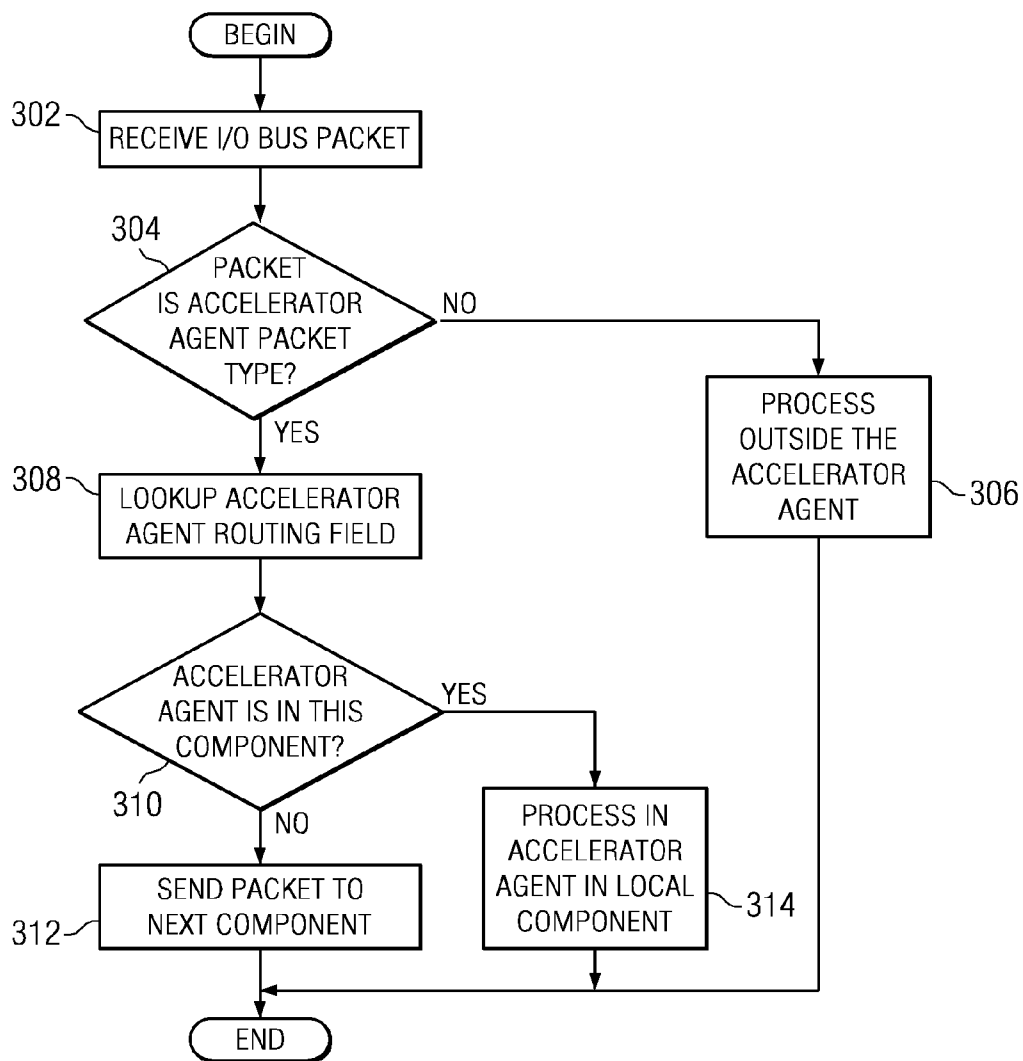 BEGIN
302
RECEIVE I/O BUS PACKET
304
PACKET
IS ACCELERATOR
AGENT PACKET
TYPE?
NO
YES
PROCESS
OUTSIDE THE
ACCELERATOR
AGENT
306
308
LOOKUP ACCELERATOR
AGENT ROUTING FIELD
ACCELERATOR
AGENT IS IN THIS
COMPONENT?
YES
310
NO
PROCESS IN
ACCELERATOR
AGENT IN LOCAL
COMPONENT
314
SEND PACKET TO
NEXT COMPONENT
312
END